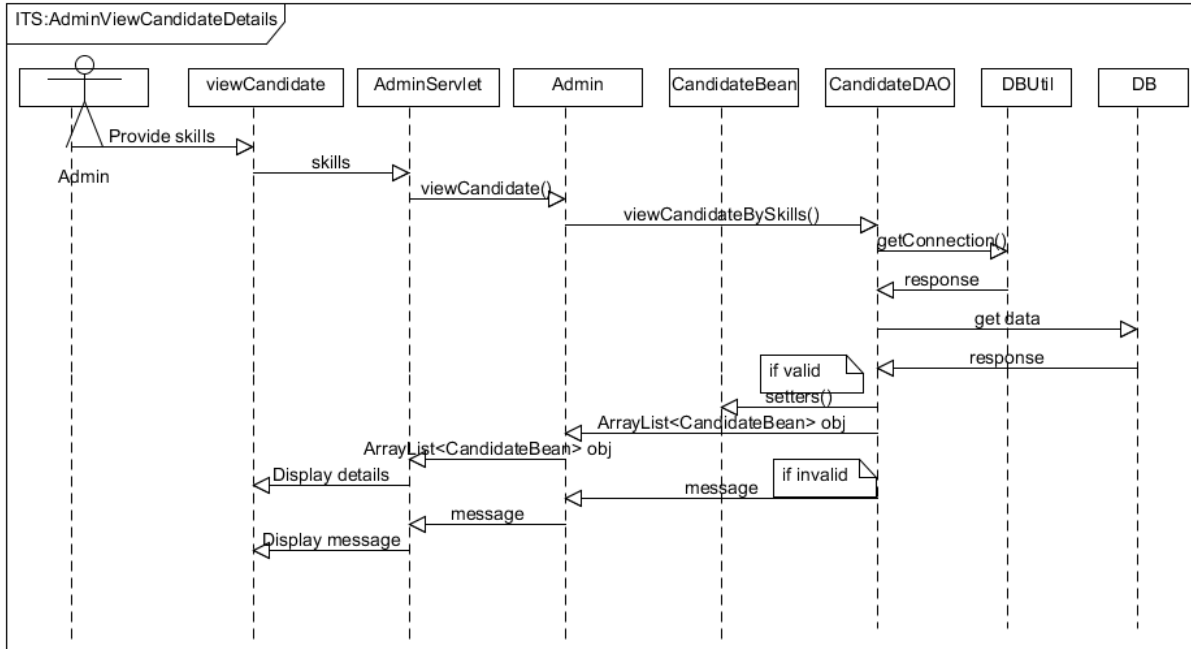 ITS:AdminViewCandidateDetails
viewCandidate
AdminServlet
Admin
CandidateBean
CandidateDAO
DBUtil
DB
Provide skills
Admin
skills
viewCandidate()
viewCandidateBySkills()
getConnection()
response
get data
response
if valid
setters()
ArrayList<CandidateBean> obj
ArrayList<CandidateBean> obj
Display details
if invalid
message
message
Display message